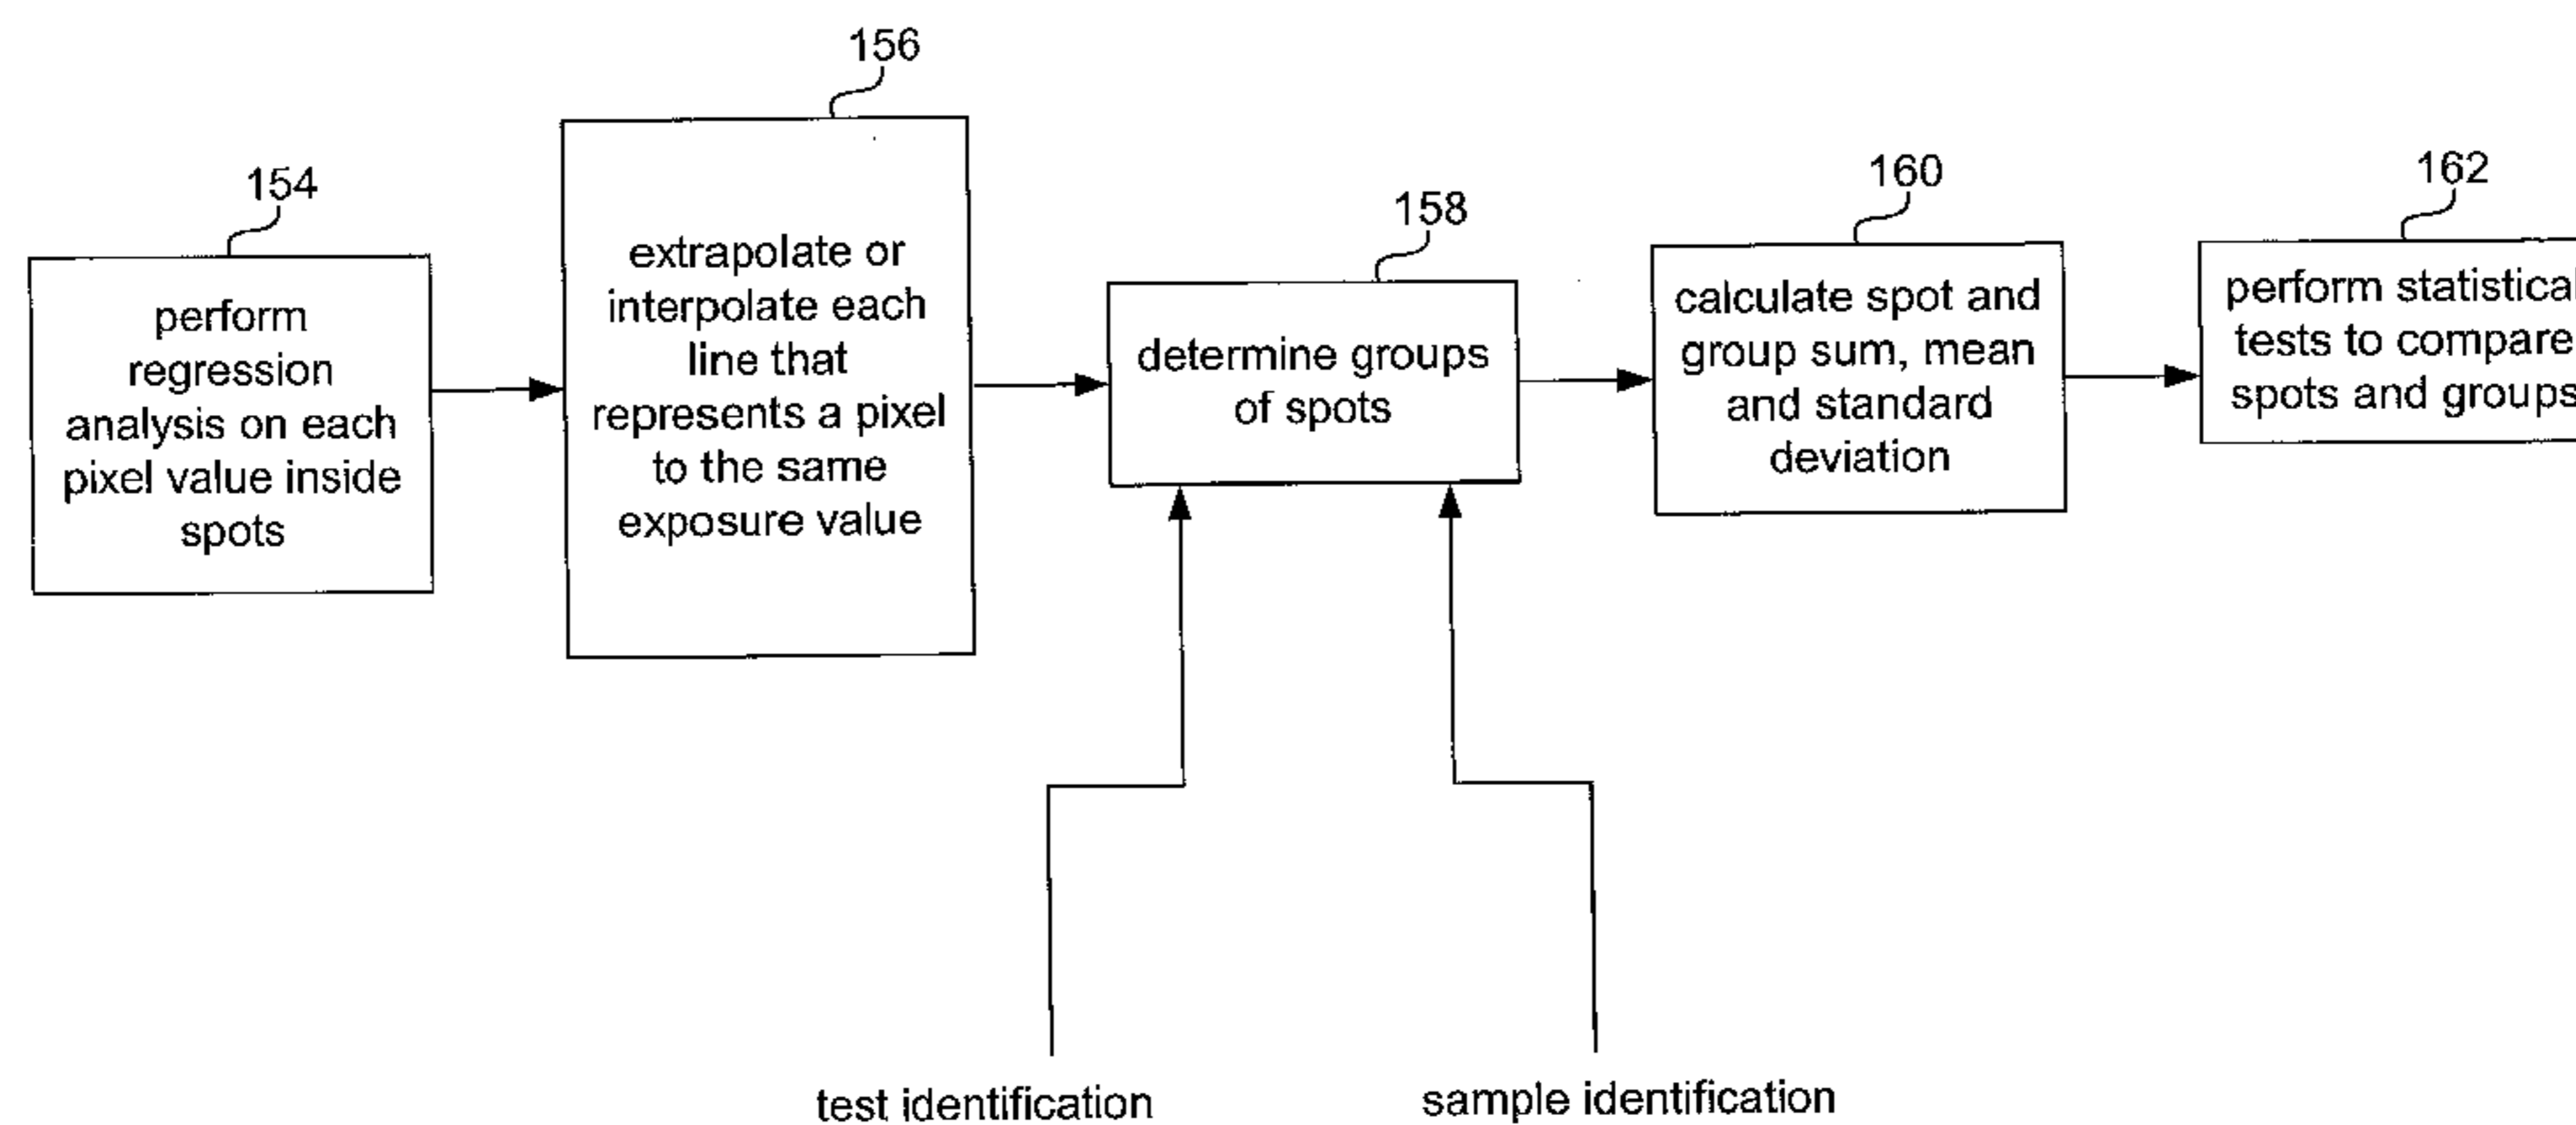 154
perform
regression
analysis on each
pixel value inside
spots
156
extrapolate or
interpolate each
line that
represents a pixel
to the same
exposure value
158
determine groups
of spots
160
calculate spot and
group sum, mean
and standard
deviation
162
perform statistical
tests to compare
spots and groups
test identification
sample identification